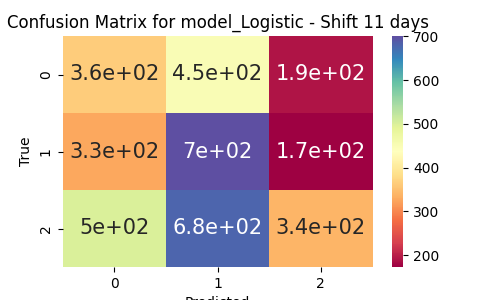 Confusion Matrix for model_Logistic - Shift 11 days
0 3.6e+02 4.5e+02 1.9e+02
1 3.3e+02 7e+02 1.7e+02
2 5e+02 6.8e+02 3.4e+02
True
0 1 2
Predicted
700
600
500
400
300
200